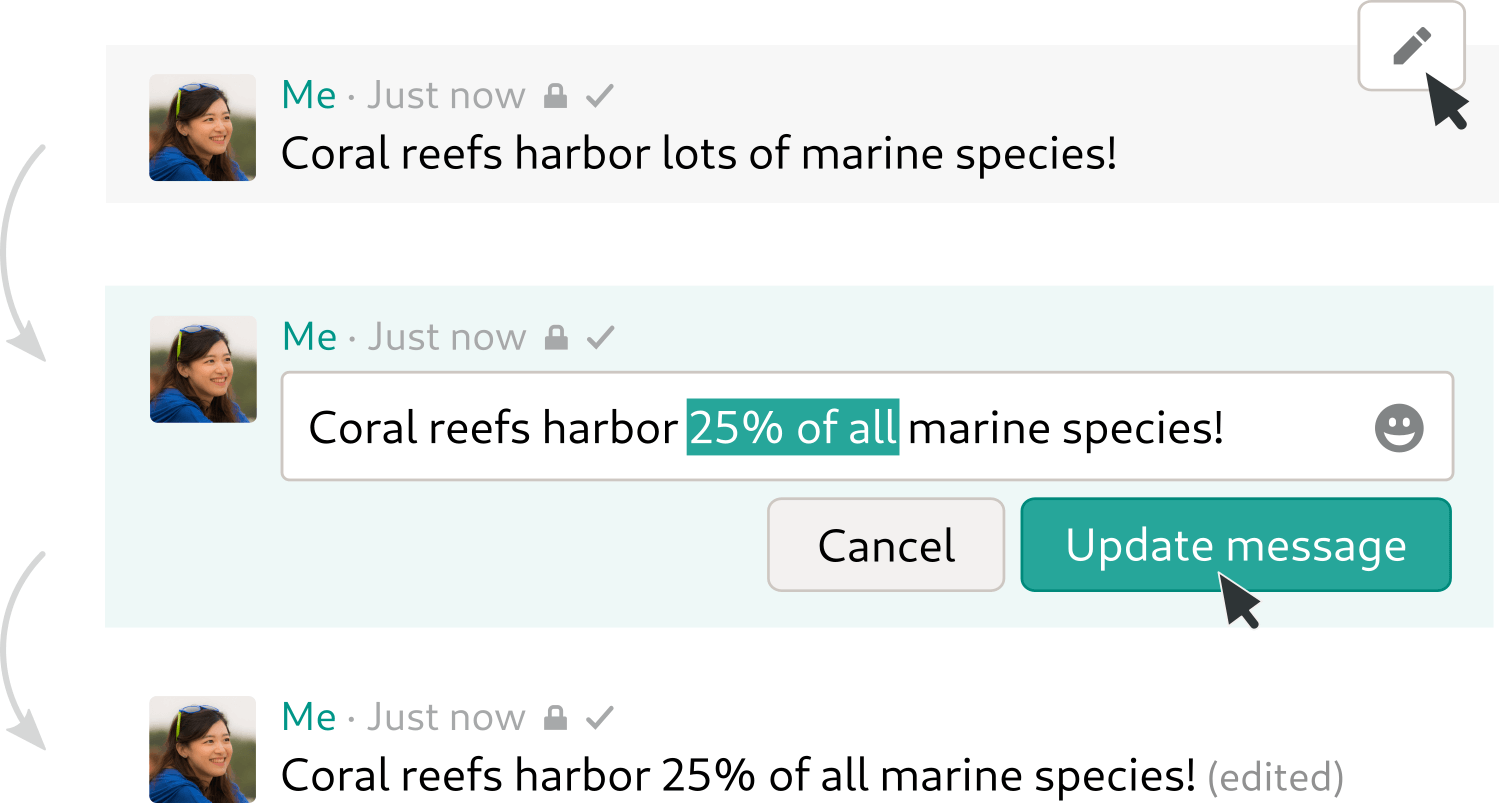 Me · Just now
Coral reefs harbor lots of marine species!
Me · Just now
Coral reefs harbor 25% of all marine species!
Cancel Update message
Me · Just now
Coral reefs harbor 25% of all marine species! (edited)